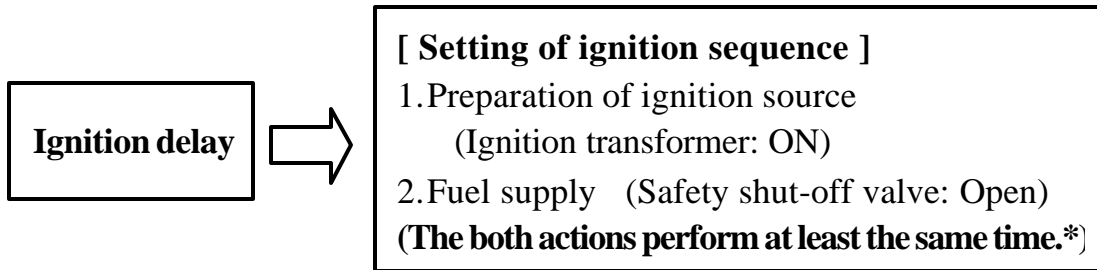 Ignition delay
[ Setting of ignition sequence ]
1.Preparation of ignition source
(Ignition transformer: ON)
2.Fuel supply (Safety shut-off valve: Open)
(The both actions perform at least the same time.*)